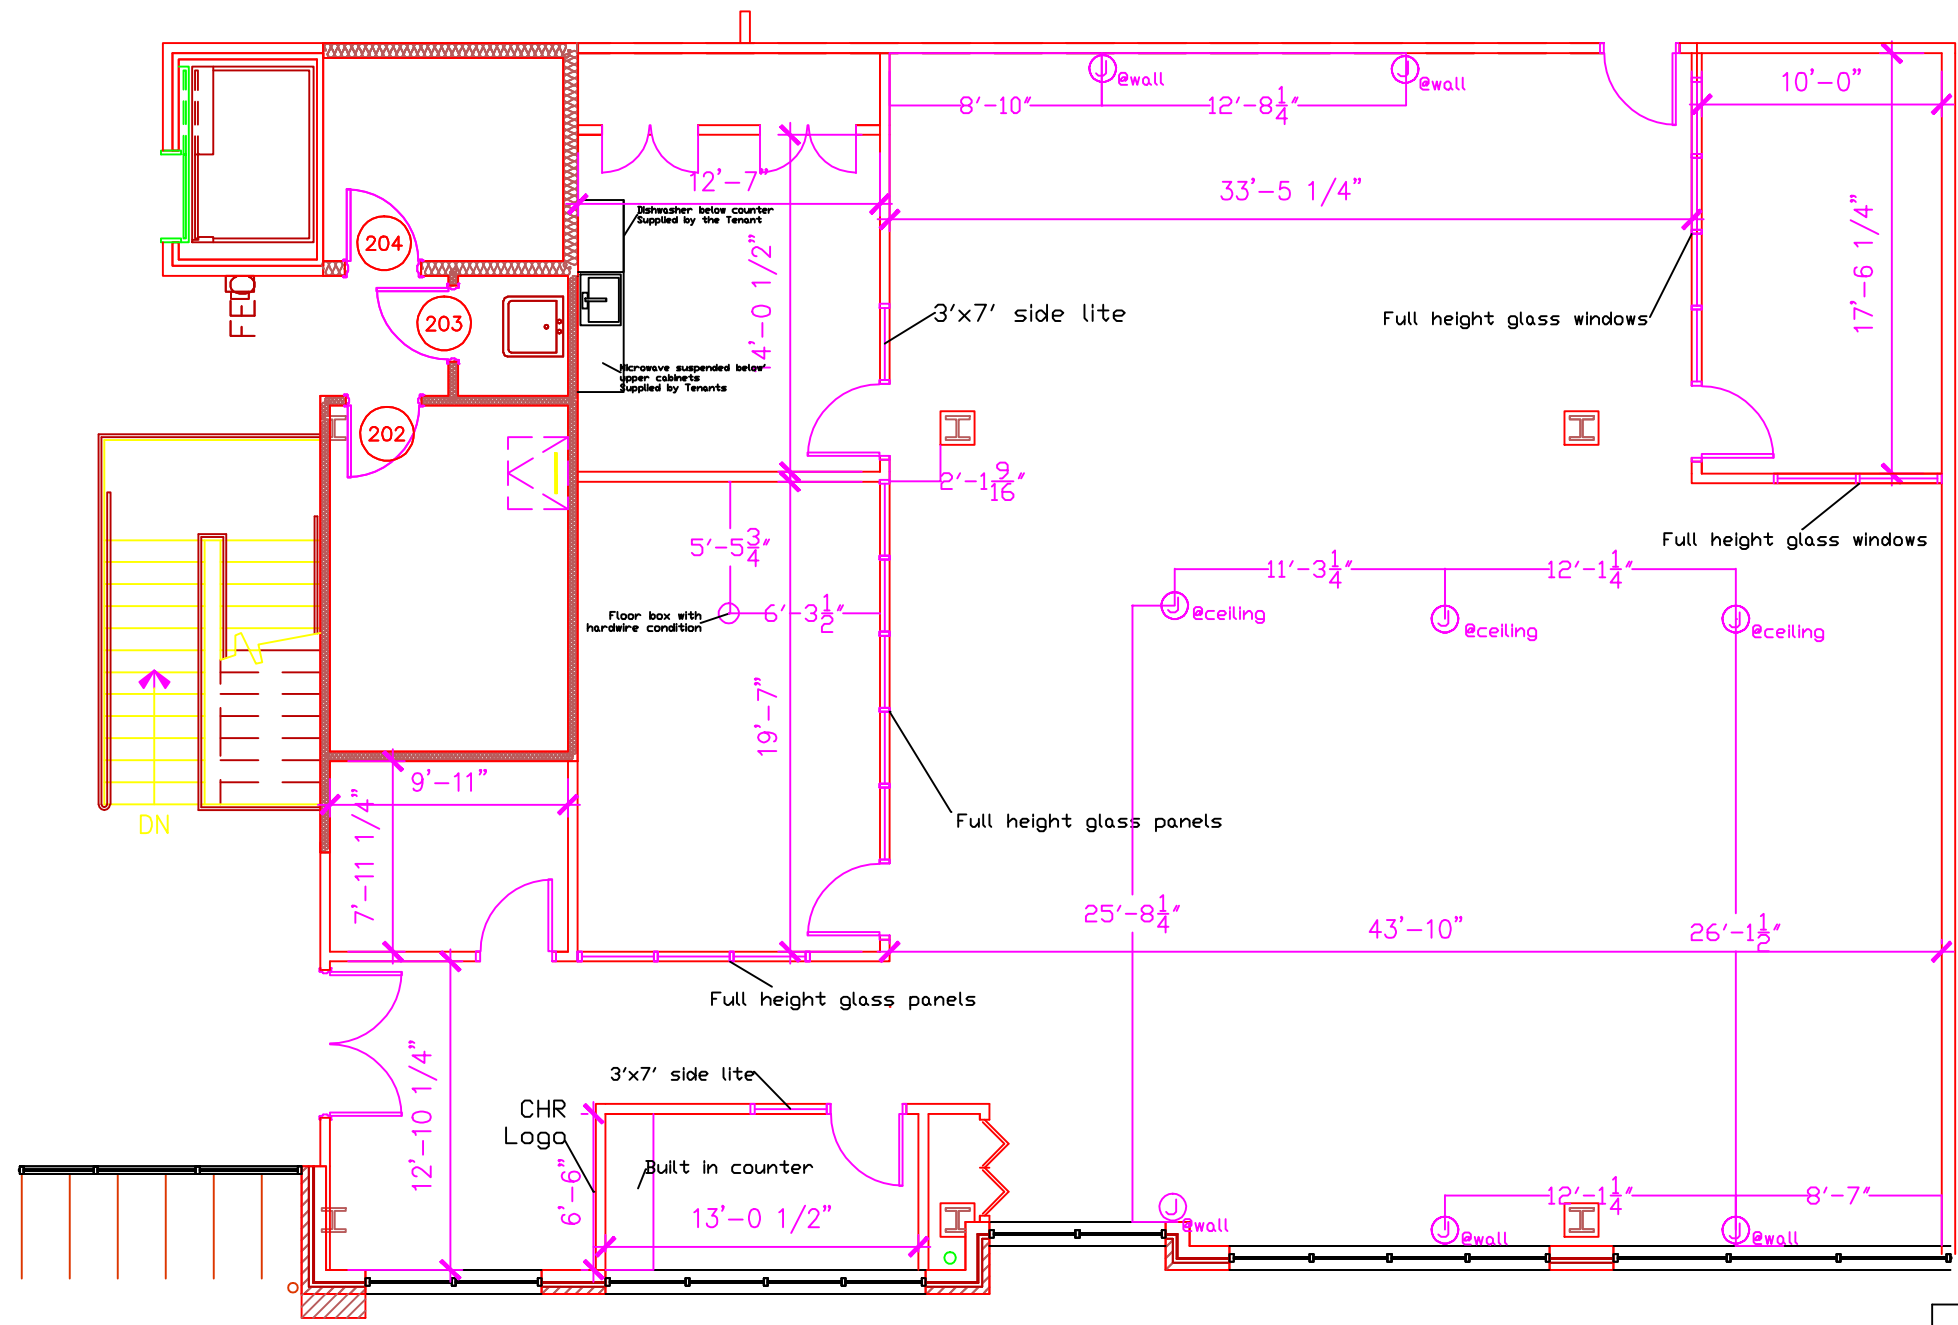 J
@wall
J
@wall
10'-0"
8'-10"
12'-8 1/4"
12'-7"
33'-5 1/4"
Dishwasher below counter
Supplied by the Tenant
204
17'-6 1/4"
14'-0 1/2"
FEC
203
3'x7' side lite
Full height glass windows
Microwave suspended below
upper cabinets
Supplied by Tenants
202
2'-1 9/16"
Full height glass windows
5'-5 3/4"
11'-3 1/4"
12'-1 1/4"
Floor box with
hardwire condition
6'-3 1/2"
J
@ceiling
J
@ceiling
J
@ceiling
19'-7"
9'-11"
DN
7'-11 1/4"
Full height glass panels
25'-8 1/4"
43'-10"
26'-1 1/2"
Full height glass panels
12'-10 1/4"
3'x7' side lite
CHR
Logo
Built in counter
6'-6"
13'-0 1/2"
12'-1 1/4"
8'-7"
J
@wall
J
@wall
J
@wall